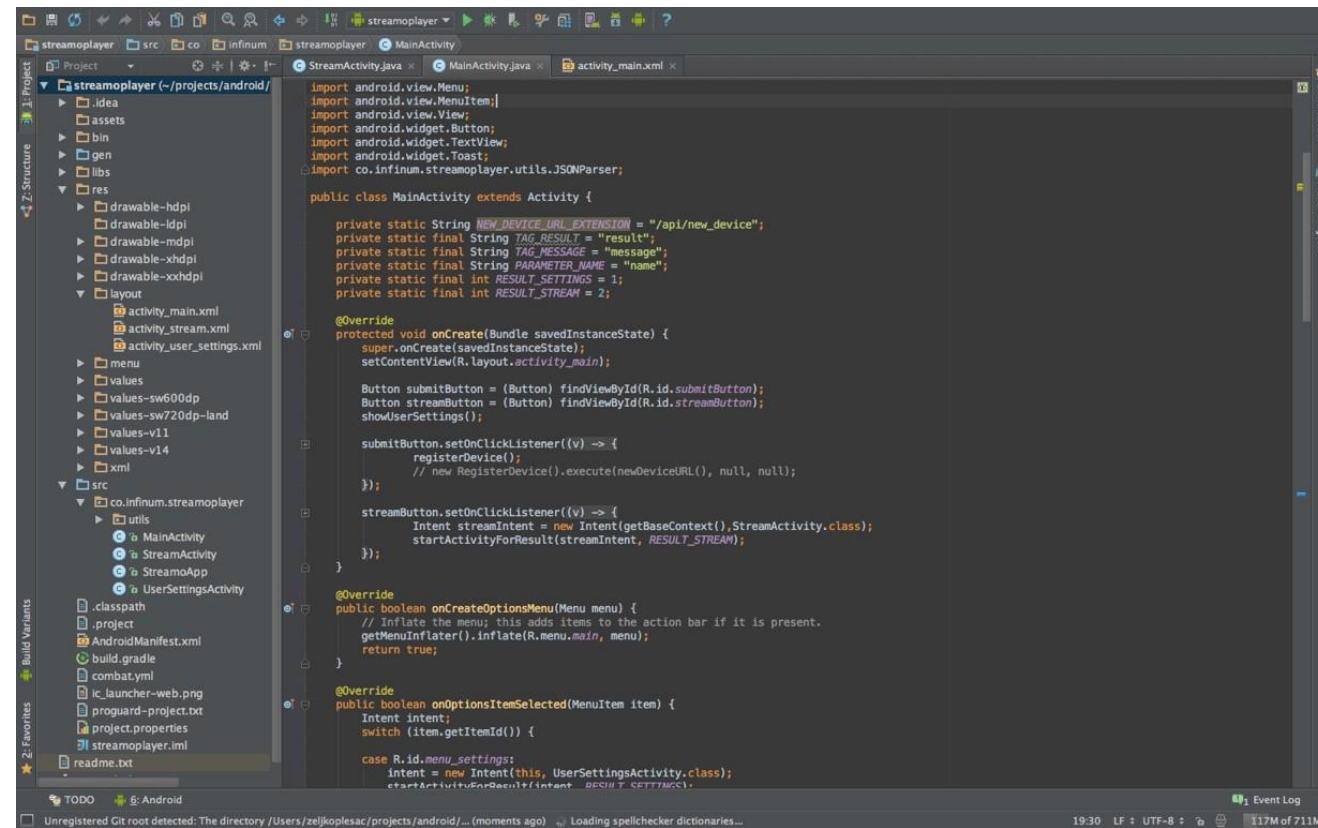 streamoplayer
?
streamoplayer src co infinum streamoplayer MainActivity
Project
StreamActivity.java × MainActivity.java × activity_main.xml ×
1: Project
Z: Structure
Build Variants
2: Favorites
streamoplayer (~/projects/android/
.idea
assets
bin
gen
libs
res
drawable-hdpi
drawable-ldpi
drawable-mdpi
drawable-xhdpi
drawable-xxhdpi
layout
activity_main.xml
activity_stream.xml
activity_user_settings.xml
menu
values
values-sw600dp
values-sw720dp-land
values-v11
values-v14
xml
src
co.infinum.streamoplayer
utils
MainActivity
StreamActivity
StreamoApp
UserSettingsActivity
.classpath
.project
AndroidManifest.xml
build.gradle
combat.yml
ic_launcher-web.png
proguard-project.txt
project.properties
streamoplayer.iml
readme.txt
import android.view.Menu;
import android.view.MenuItem;
import android.view.View;
import android.widget.Button;
import android.widget.TextView;
import android.widget.Toast;
import co.infinum.streamoplayer.utils.JSONParser;
public class MainActivity extends Activity {
private static String NEW_DEVICE_URL_EXTENSION = "/api/new_device";
private static final String TAG_RESULT = "result";
private static final String TAG_MESSAGE = "message";
private static final String PARAMETER_NAME = "name";
private static final int RESULT_SETTINGS = 1;
private static final int RESULT_STREAM = 2;
@Override
protected void onCreate(Bundle savedInstanceState) {
super.onCreate(savedInstanceState);
setContentView(R.layout.activity_main);
Button submitButton = (Button) findViewById(R.id.submitButton);
Button streamButton = (Button) findViewById(R.id.streamButton);
showUserSettings();
submitButton.setOnClickListener((v) -> {
registerDevice();
// new RegisterDevice().execute(newDeviceURL(), null, null);
});
streamButton.setOnClickListener((v) -> {
Intent streamIntent = new Intent(getBaseContext(),StreamActivity.class);
startActivityForResult(streamIntent, RESULT_STREAM);
});
}
@Override
public boolean onCreateOptionsMenu(Menu menu) {
// Inflate the menu; this adds items to the action bar if it is present.
getMenuInflater().inflate(R.menu.main, menu);
return true;
}
@Override
public boolean onOptionsItemSelected(MenuItem item) {
Intent intent;
switch (item.getItemId()) {
case R.id.menu_settings:
intent = new Intent(this, UserSettingsActivity.class);
startActivityForResult(intent, RESULT_SETTINGS);
TODO 6: Android 1 Event Log
Unregistered Git root detected: The directory /Users/zeljkoplesac/projects/android/... (moments ago) Loading spellchecker dictionaries... 19:30 LF UTF-8 117M of 711M